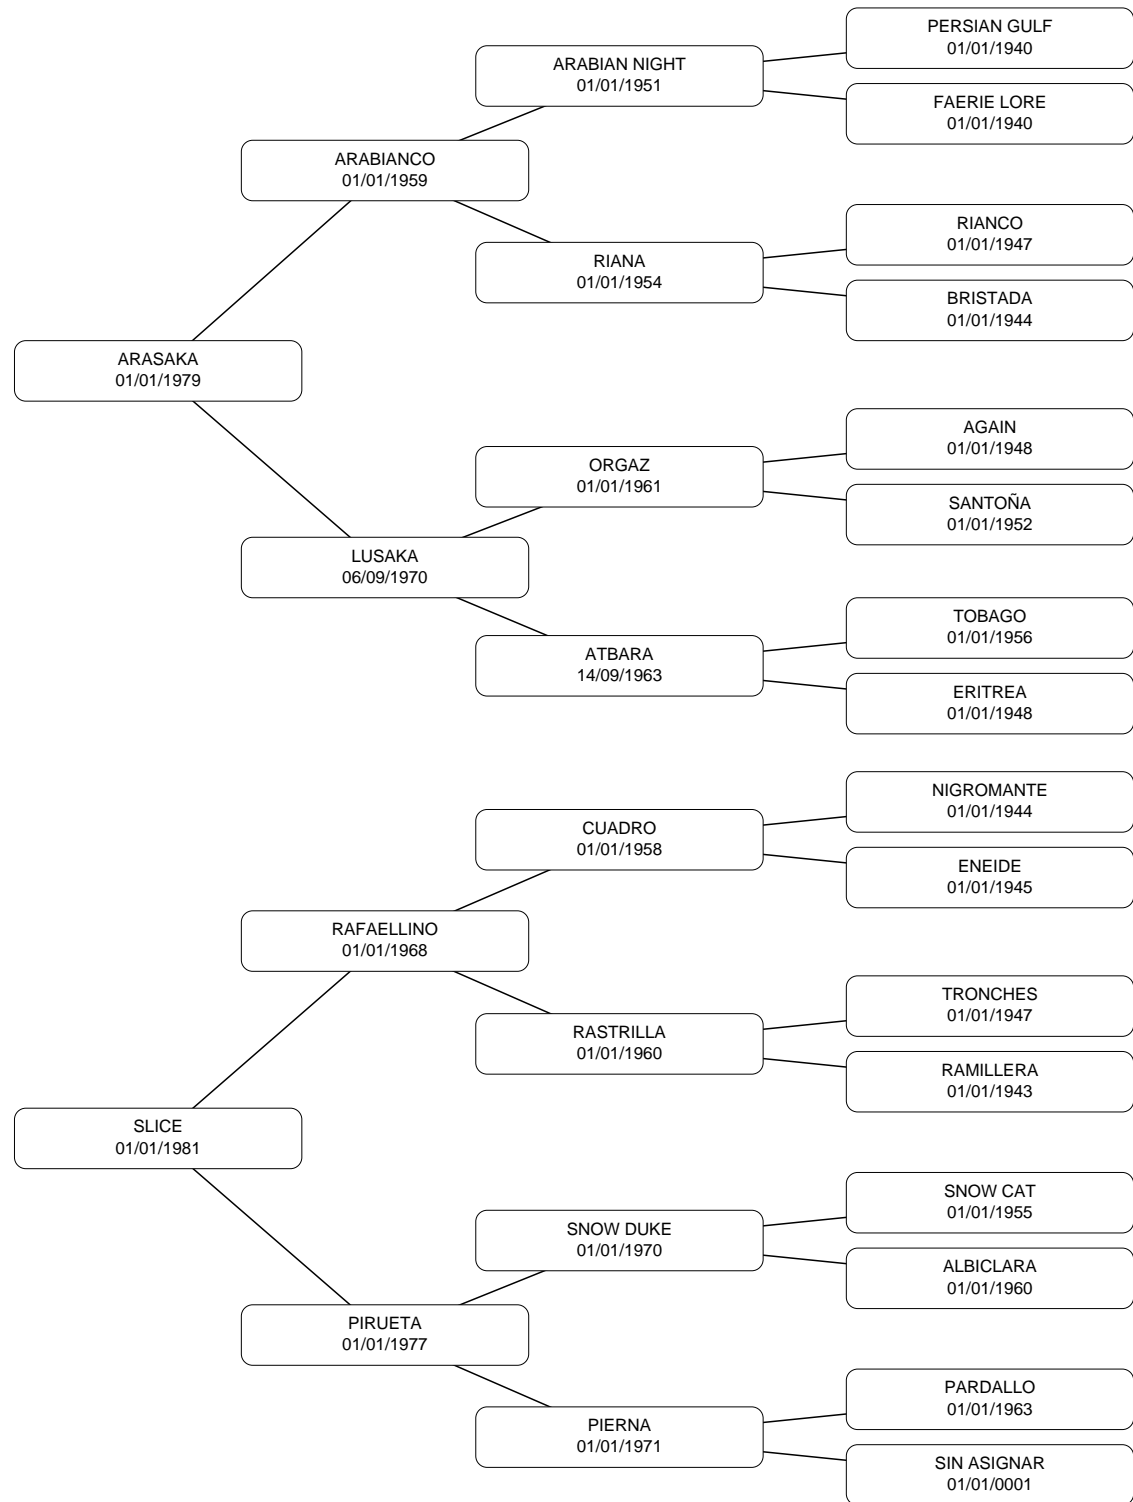 PERSIAN GULF
01/01/1940
ARABIAN NIGHT
01/01/1951
FAERIE LORE
01/01/1940
ARABIANCO
01/01/1959
RIANCO
01/01/1947
RIANA
01/01/1954
BRISTADA
01/01/1944
ARASAKA
01/01/1979
AGAIN
01/01/1948
ORGAZ
01/01/1961
SANTOÑA
01/01/1952
LUSAKA
06/09/1970
TOBAGO
01/01/1956
ATBARA
14/09/1963
ERITREA
01/01/1948
NIGROMANTE
01/01/1944
CUADRO
01/01/1958
ENEIDE
01/01/1945
RAFAELLINO
01/01/1968
TRONCHES
01/01/1947
RASTRILLA
01/01/1960
RAMILLERA
01/01/1943
SLICE
01/01/1981
SNOW CAT
01/01/1955
SNOW DUKE
01/01/1970
ALBICLARA
01/01/1960
PIRUETA
01/01/1977
PARDALLO
01/01/1963
PIERNA
01/01/1971
SIN ASIGNAR
01/01/0001